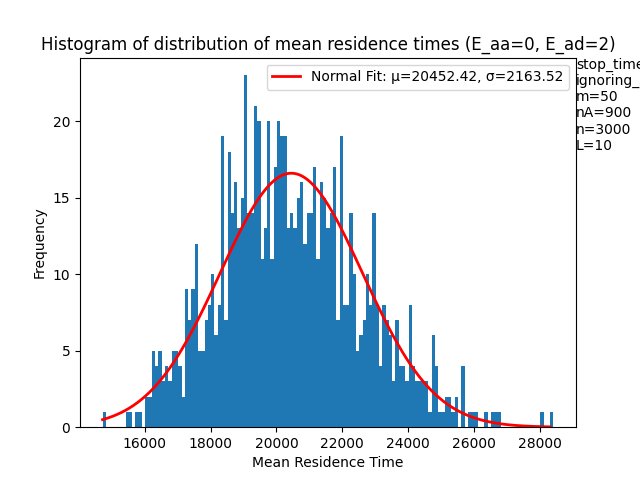 Histogram of distribution of mean residence times (E_aa=0, E_ad=2)
Normal Fit: μ=20452.42, σ=2163.52
stop_time
ignoring_
m=50
nA=900
n=3000
L=10
Frequency
20
15
10
5
0
16000 18000 20000 22000 24000 26000 28000
Mean Residence Time